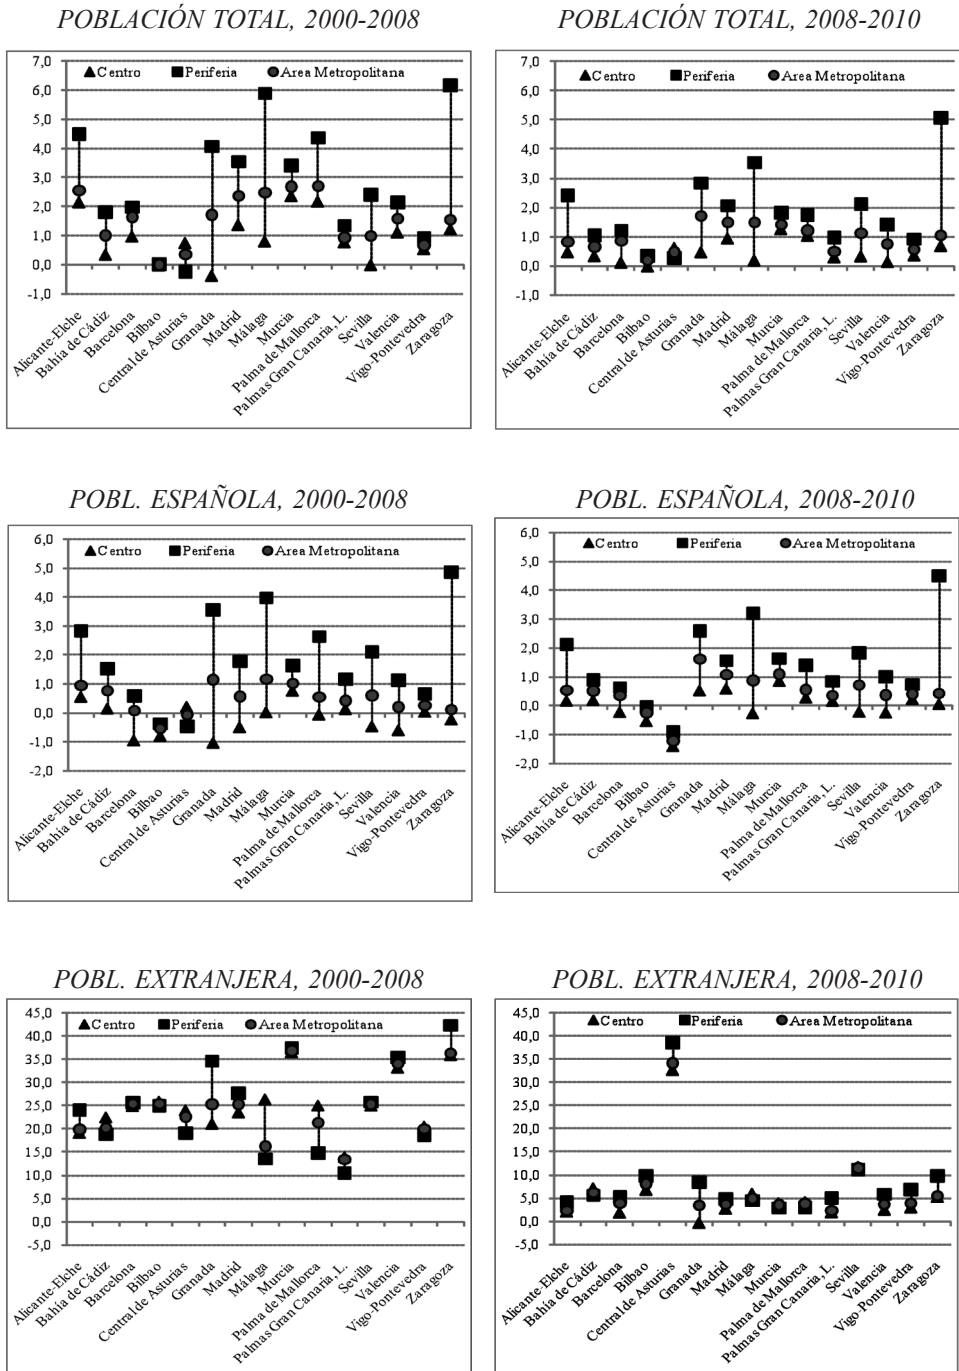 POBLACIÓN TOTAL, 2000-2008
Centro Periferia Area Metropolitana
7,0
6,0
5,0
4,0
3,0
2,0
1,0
0,0
-1,0
Alicante-Elche
Bahía de Cádiz
Barcelona
Bilbao
Central de Asturias
Granada
Madrid
Málaga
Murcia
Palma de Mallorca
Palmas Gran Canaria, L.
Sevilla
Valencia
Vigo-Pontevedra
Zaragoza
POBLACIÓN TOTAL, 2008-2010
Centro Periferia Area Metropolitana
7,0
6,0
5,0
4,0
3,0
2,0
1,0
0,0
-1,0
Alicante-Elche
Bahía de Cádiz
Barcelona
Bilbao
Central de Asturias
Granada
Madrid
Málaga
Murcia
Palma de Mallorca
Palmas Gran Canaria, L.
Sevilla
Valencia
Vigo-Pontevedra
Zaragoza
POBL. ESPAÑOLA, 2000-2008
Centro Periferia Area Metropolitana
6,0
5,0
4,0
3,0
2,0
1,0
0,0
-1,0
-2,0
Alicante-Elche
Bahía de Cádiz
Barcelona
Bilbao
Central de Asturias
Granada
Madrid
Málaga
Murcia
Palma de Mallorca
Palmas Gran Canaria, L.
Sevilla
Valencia
Vigo-Pontevedra
Zaragoza
POBL. ESPAÑOLA, 2008-2010
Centro Periferia Area Metropolitana
6,0
5,0
4,0
3,0
2,0
1,0
0,0
-1,0
-2,0
Alicante-Elche
Bahía de Cádiz
Barcelona
Bilbao
Central de Asturias
Granada
Madrid
Málaga
Murcia
Palma de Mallorca
Palmas Gran Canaria, L.
Sevilla
Valencia
Vigo-Pontevedra
Zaragoza
POBL. EXTRANJERA, 2000-2008
Centro Periferia Area Metropolitana
45,0
40,0
35,0
30,0
25,0
20,0
15,0
10,0
5,0
0,0
-5,0
Alicante-Elche
Bahía de Cádiz
Barcelona
Bilbao
Central de Asturias
Granada
Madrid
Málaga
Murcia
Palma de Mallorca
Palmas Gran Canaria, L.
Sevilla
Valencia
Vigo-Pontevedra
Zaragoza
POBL. EXTRANJERA, 2008-2010
Centro Periferia Area Metropolitana
45,0
40,0
35,0
30,0
25,0
20,0
15,0
10,0
5,0
0,0
-5,0
Alicante-Elche
Bahía de Cádiz
Barcelona
Bilbao
Central de Asturias
Granada
Madrid
Málaga
Murcia
Palma de Mallorca
Palmas Gran Canaria, L.
Sevilla
Valencia
Vigo-Pontevedra
Zaragoza